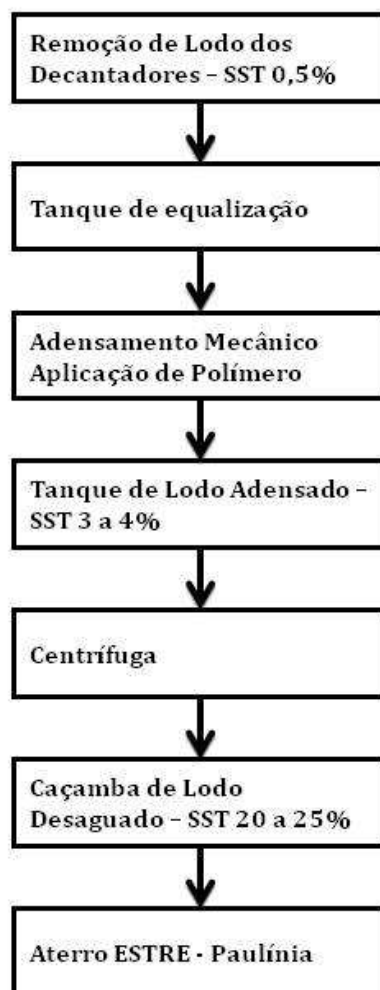 Remoção de Lodo dos
Decantadores – SST 0,5%
Tanque de equalização
Adensamento Mecânico
Aplicação de Polímero
Tanque de Lodo Adensado –
SST 3 a 4%
Centrífuga
Caçamba de Lodo
Desaguado – SST 20 a 25%
Aterro ESTRE - Paulínia